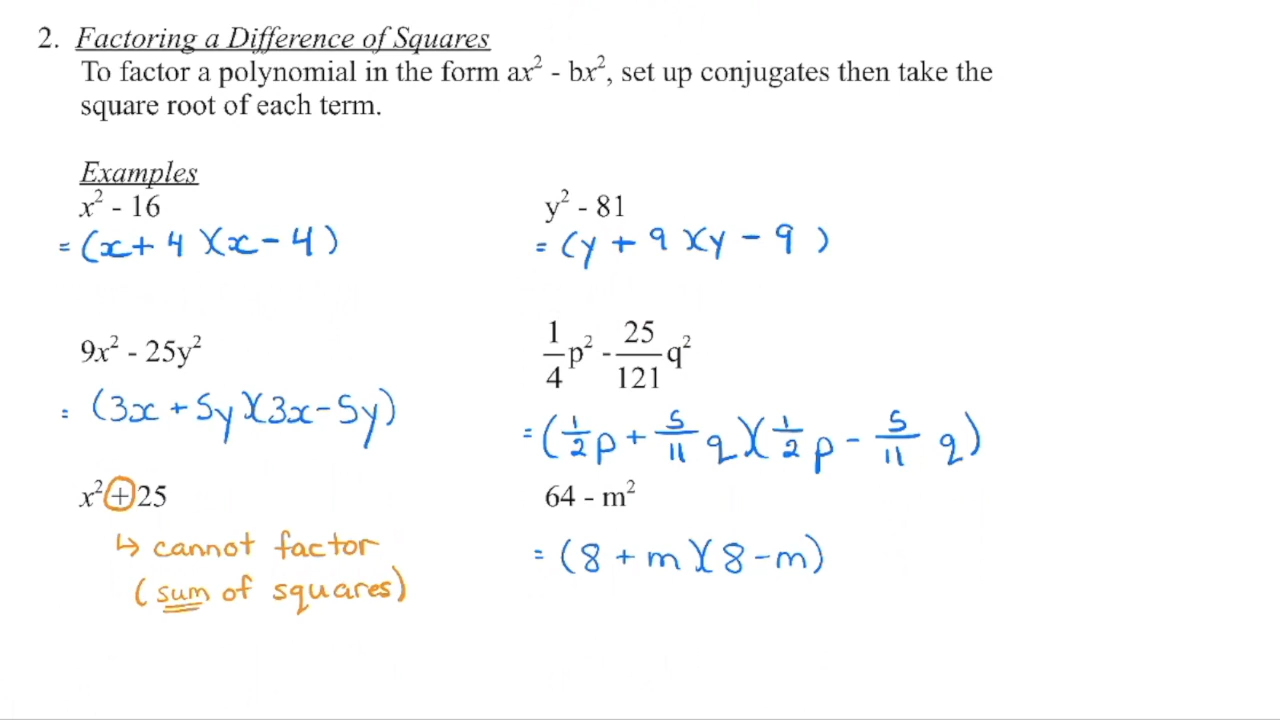 2. Factoring a Difference of Squares
To factor a polynomial in the form ax² - bx², set up conjugates then take the
square root of each term.
Examples
x² - 16
= (x + 4)(x - 4)
y² - 81
= (y + 9)(y - 9)
9x² - 25y²
= (3x + 5y)(3x - 5y)
1/4 p² - 25/121 q²
= (1/2 p + 5/11 q)(1/2 p - 5/11 q)
x² + 25
↳ cannot factor
(sum of squares)
64 - m²
= (8 + m)(8 - m)